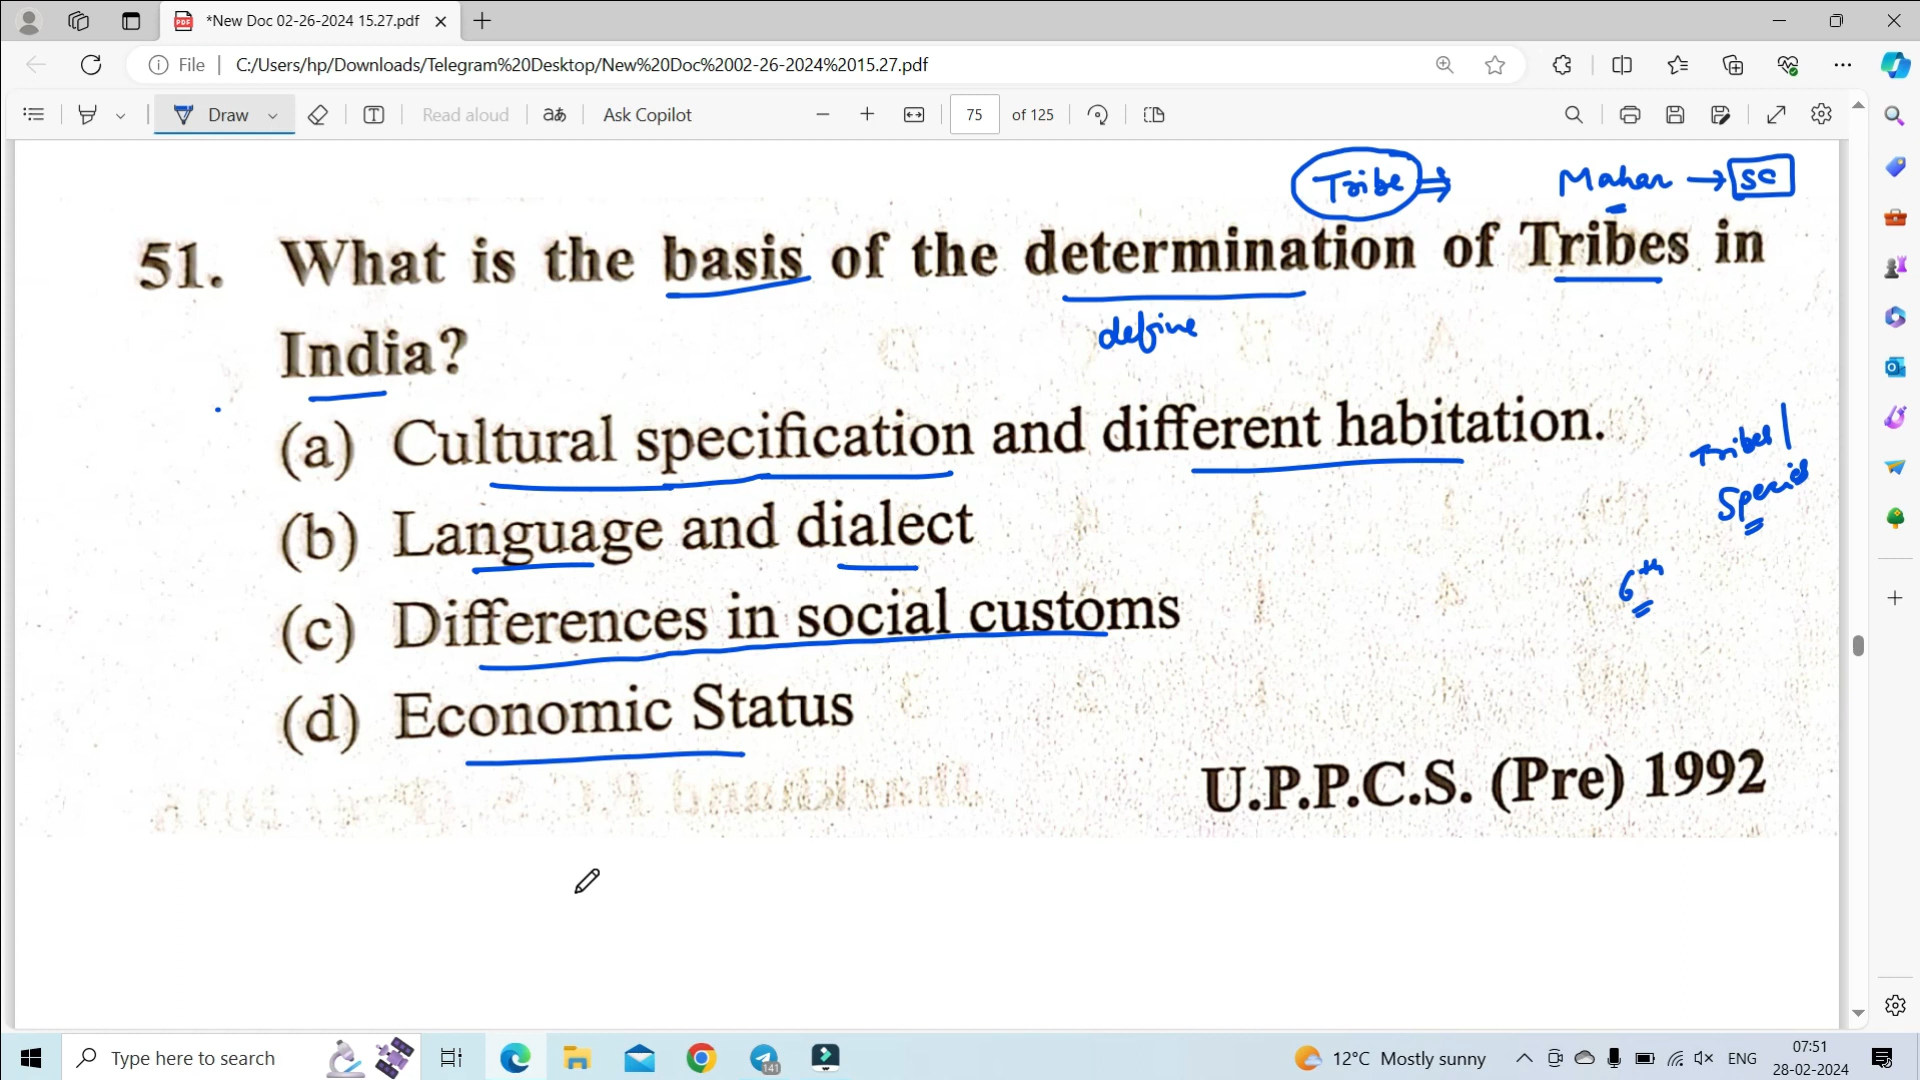 *New Doc 02-26-2024 15.27.pdf
File
C:/Users/hp/Downloads/Telegram%20Desktop/New%20Doc%2002-26-2024%2015.27.pdf
Draw
Read aloud
aあ
Ask Copilot
75
of 125
Tribe ⇒
Mahar → SC
51. What is the basis of the determination of Tribes in
India?
define
(a) Cultural specification and different habitation.
Tribes
(b) Language and dialect
6th
(c) Differences in social customs
(d) Economic Status
U.P.P.C.S. (Pre) 1992
Type here to search
141
12°C Mostly sunny
ENG
07:51
28-02-2024